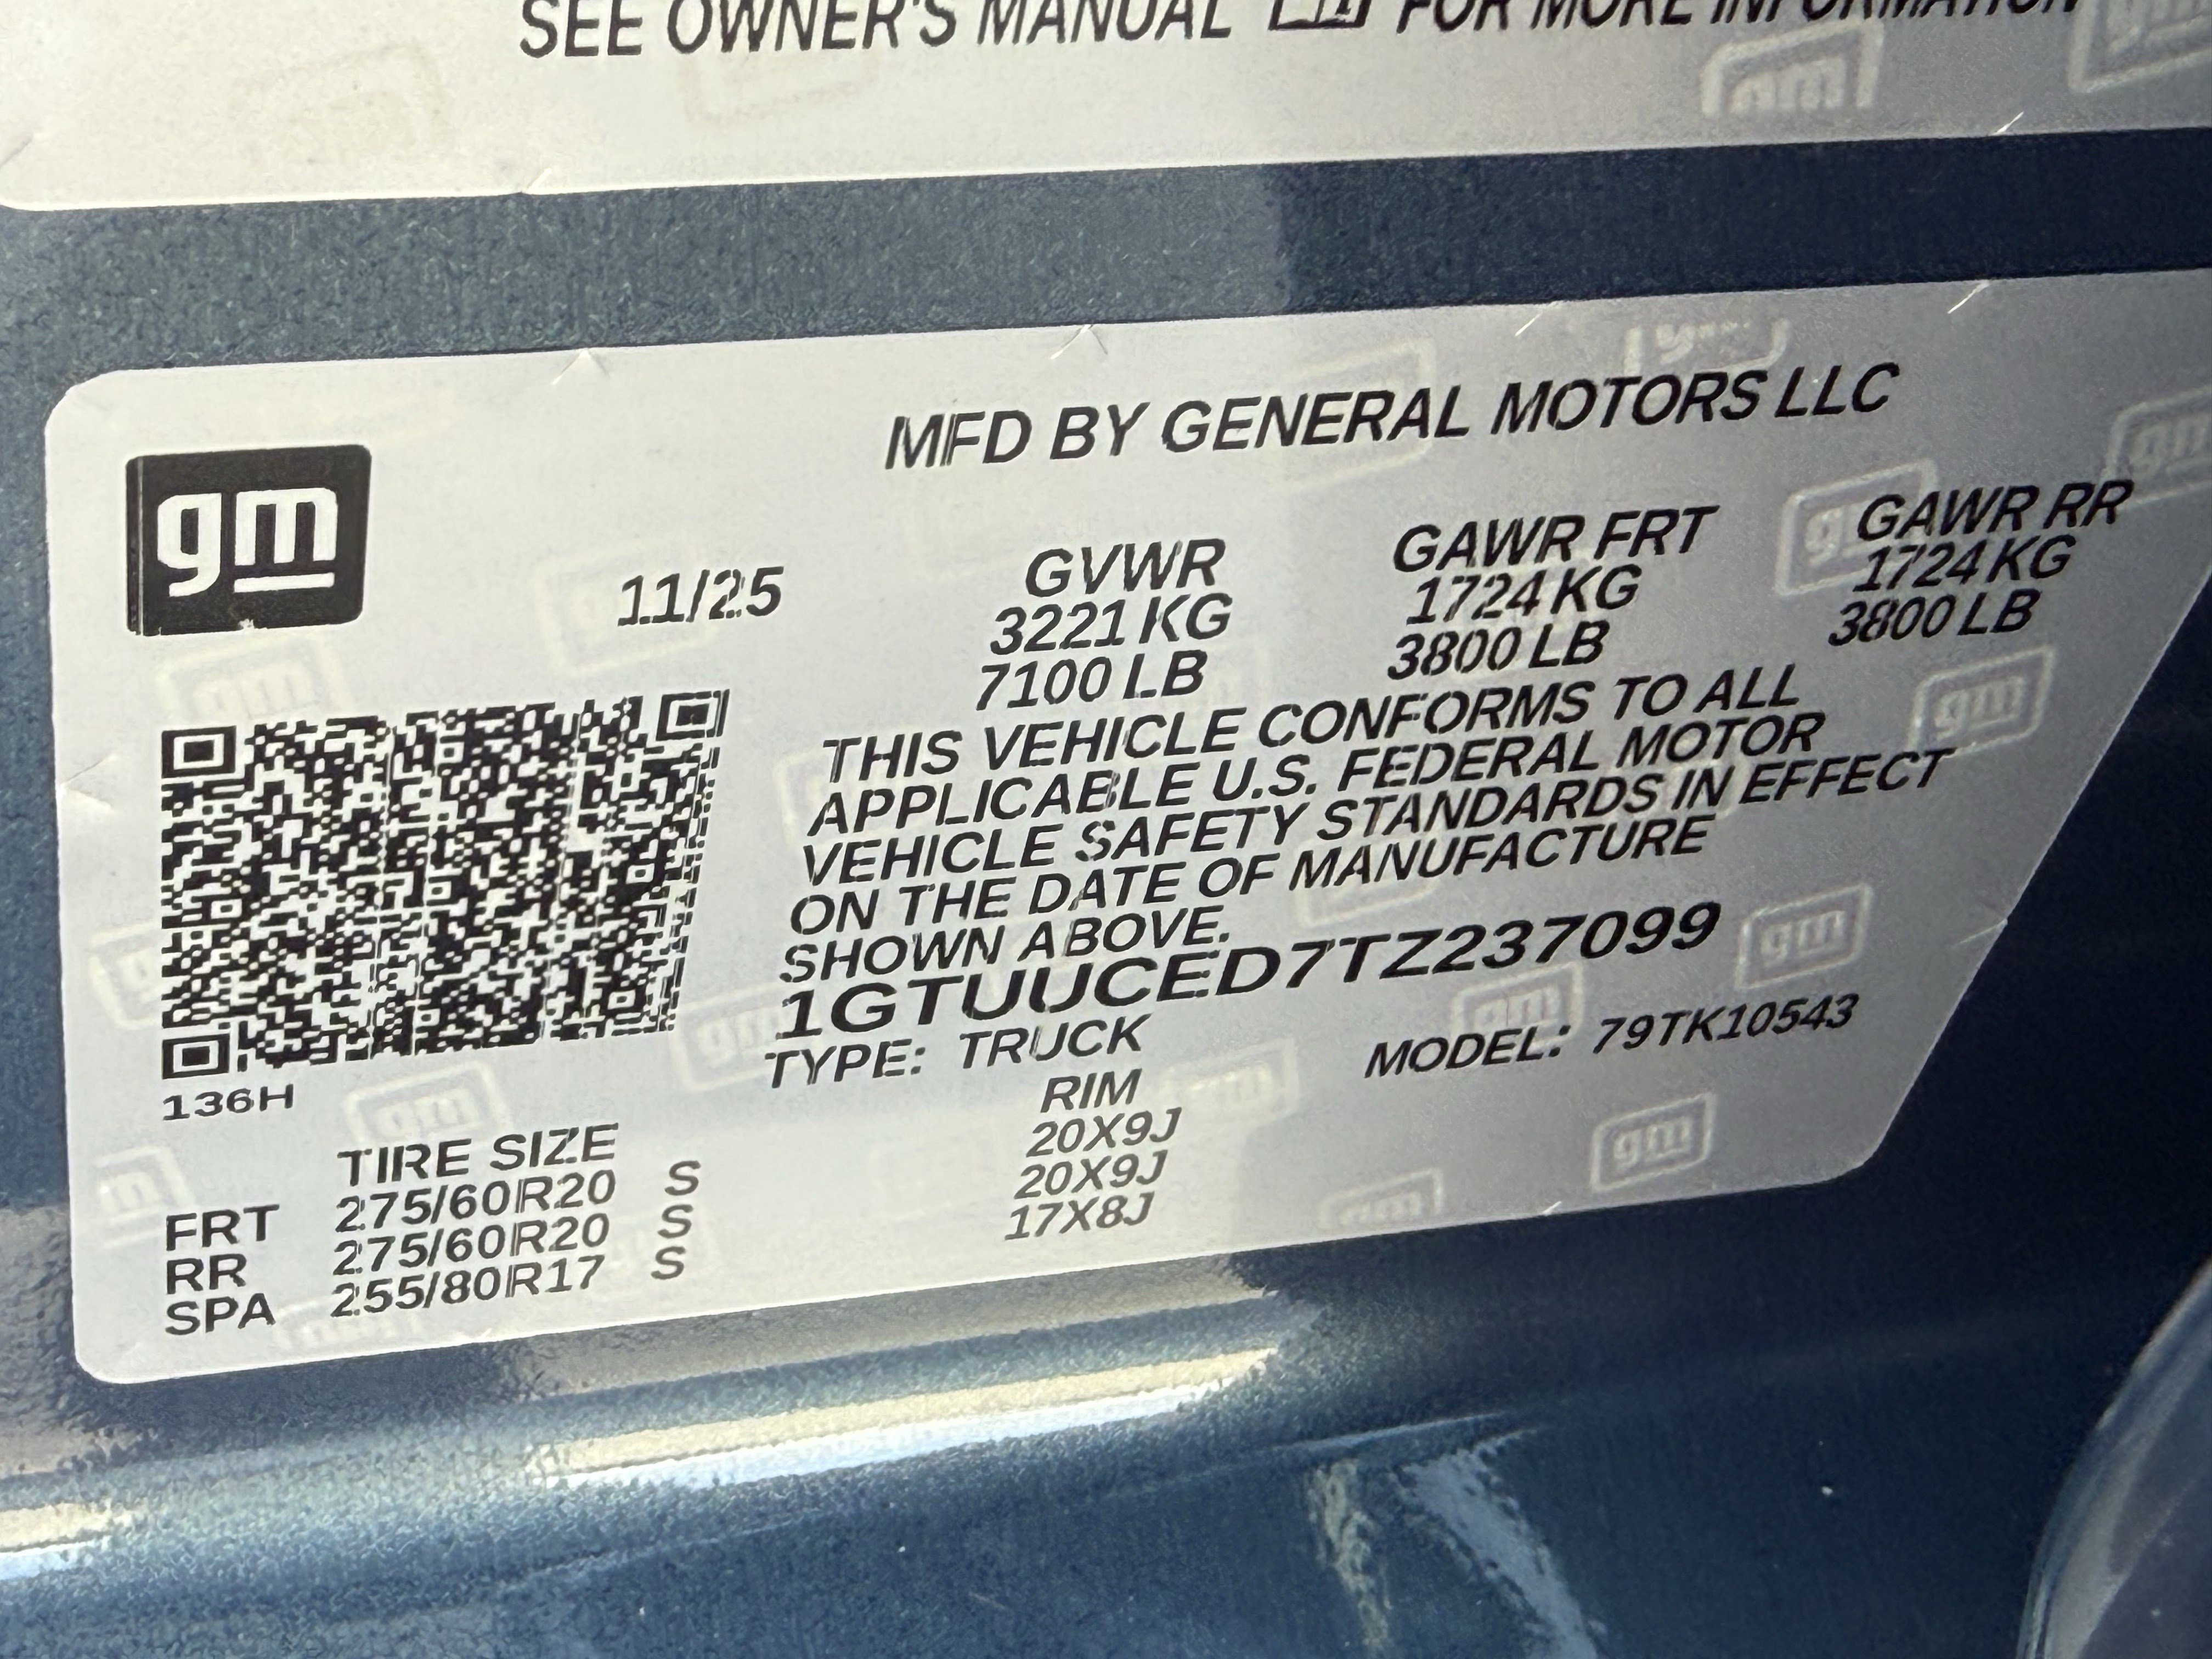 SEE OWNER'S MANUAL FOR MORE INFORMATION
gm
MFD BY GENERAL MOTORS LLC
11/25
GVWR GAWR FRT GAWR RR
3221 KG 1724 KG 1724 KG
7100 LB 3800 LB 3800 LB
THIS VEHICLE CONFORMS TO ALL
APPLICABLE U.S. FEDERAL MOTOR
VEHICLE SAFETY STANDARDS IN EFFECT
ON THE DATE OF MANUFACTURE
SHOWN ABOVE.
1GTUUCED7TZ237099
TYPE: TRUCK MODEL: 79TK10543
136H
TIRE SIZE RIM
FRT 275/60R20 S 20X9J
RR 275/60R20 S 20X9J
SPA 255/80R17 S 17X8J